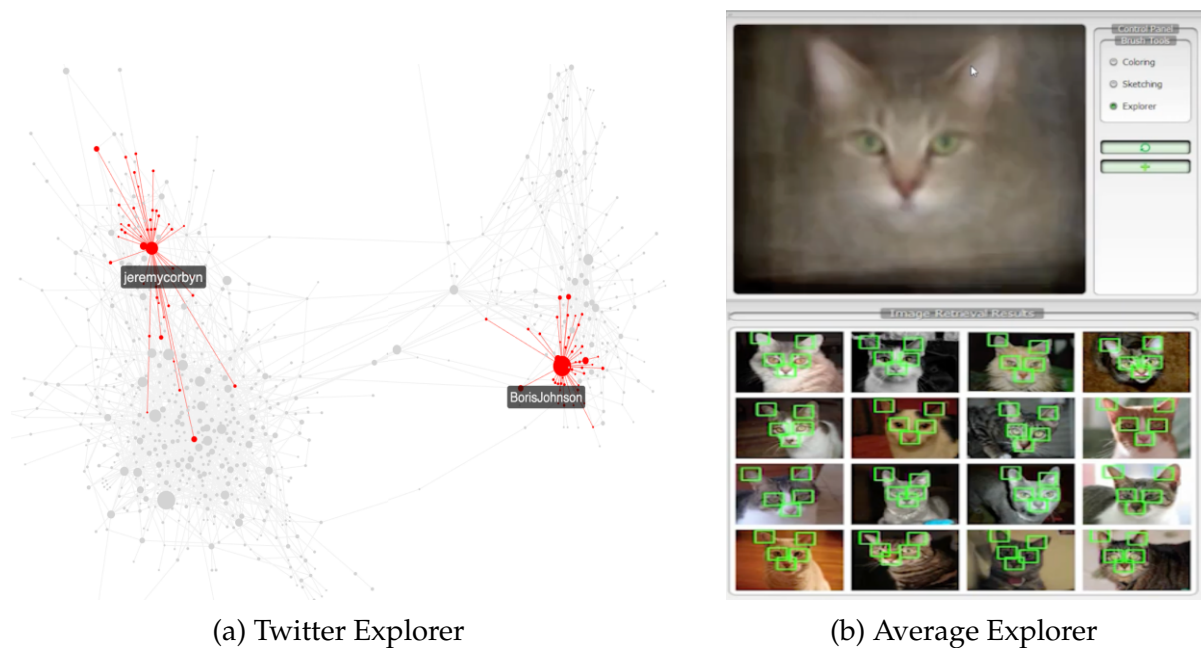 jeremycorbyn
BorisJohnson
Control Panel
Brush Tools
Coloring
Sketching
Explorer
Image Retrieval Results
(a) Twitter Explorer
(b) Average Explorer